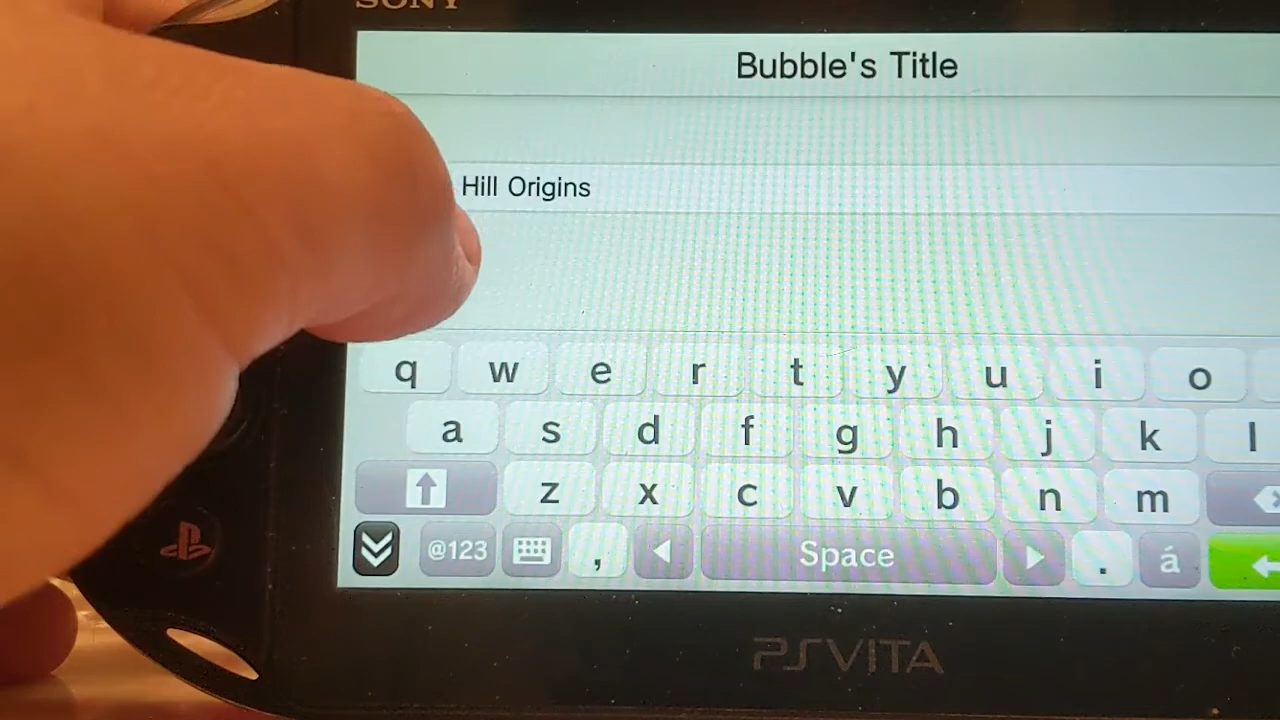 SONY
Bubble's Title
Hill Origins
q w e r t y u i o
a s d f g h j k l
z x c v b n m
@123 , Space . á
PSVITA